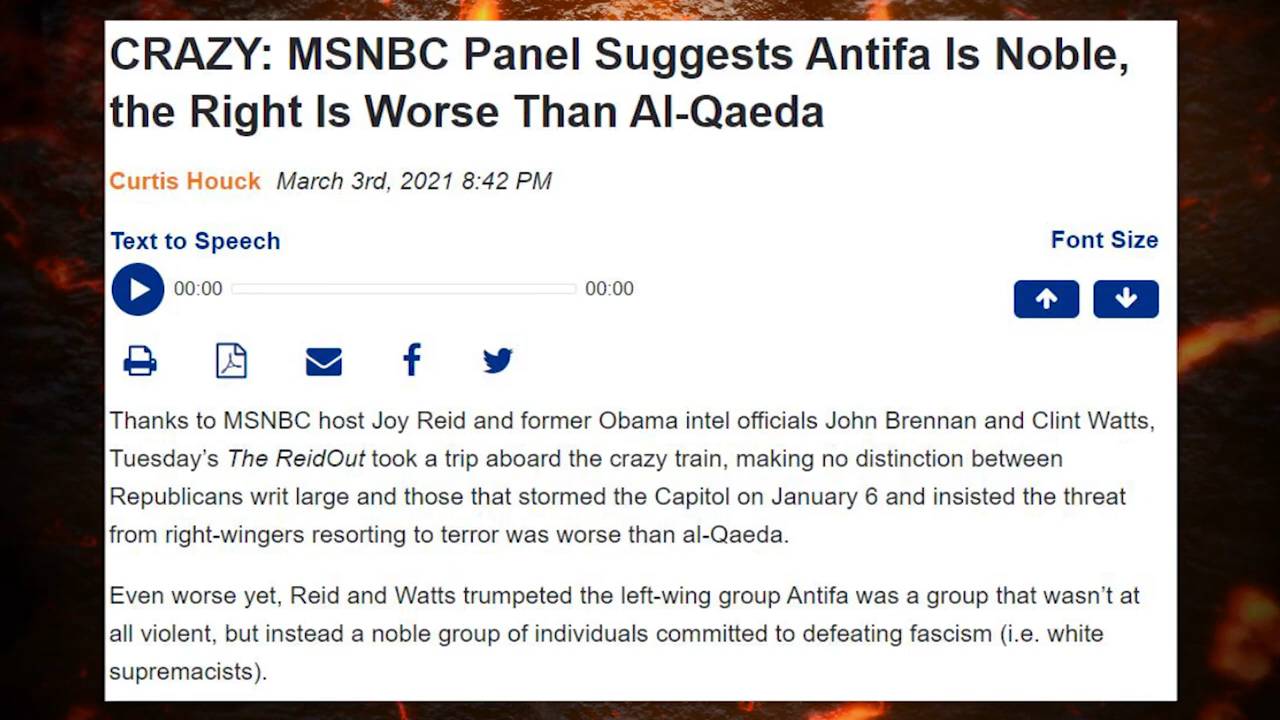 CRAZY: MSNBC Panel Suggests Antifa Is Noble,
the Right Is Worse Than Al-Qaeda
Curtis Houck March 3rd, 2021 8:42 PM
Text to Speech
Font Size
00:00 00:00
Thanks to MSNBC host Joy Reid and former Obama intel officials John Brennan and Clint Watts,
Tuesday’s The ReidOut took a trip aboard the crazy train, making no distinction between
Republicans writ large and those that stormed the Capitol on January 6 and insisted the threat
from right-wingers resorting to terror was worse than al-Qaeda.
Even worse yet, Reid and Watts trumpeted the left-wing group Antifa was a group that wasn’t at
all violent, but instead a noble group of individuals committed to defeating fascism (i.e. white
supremacists).